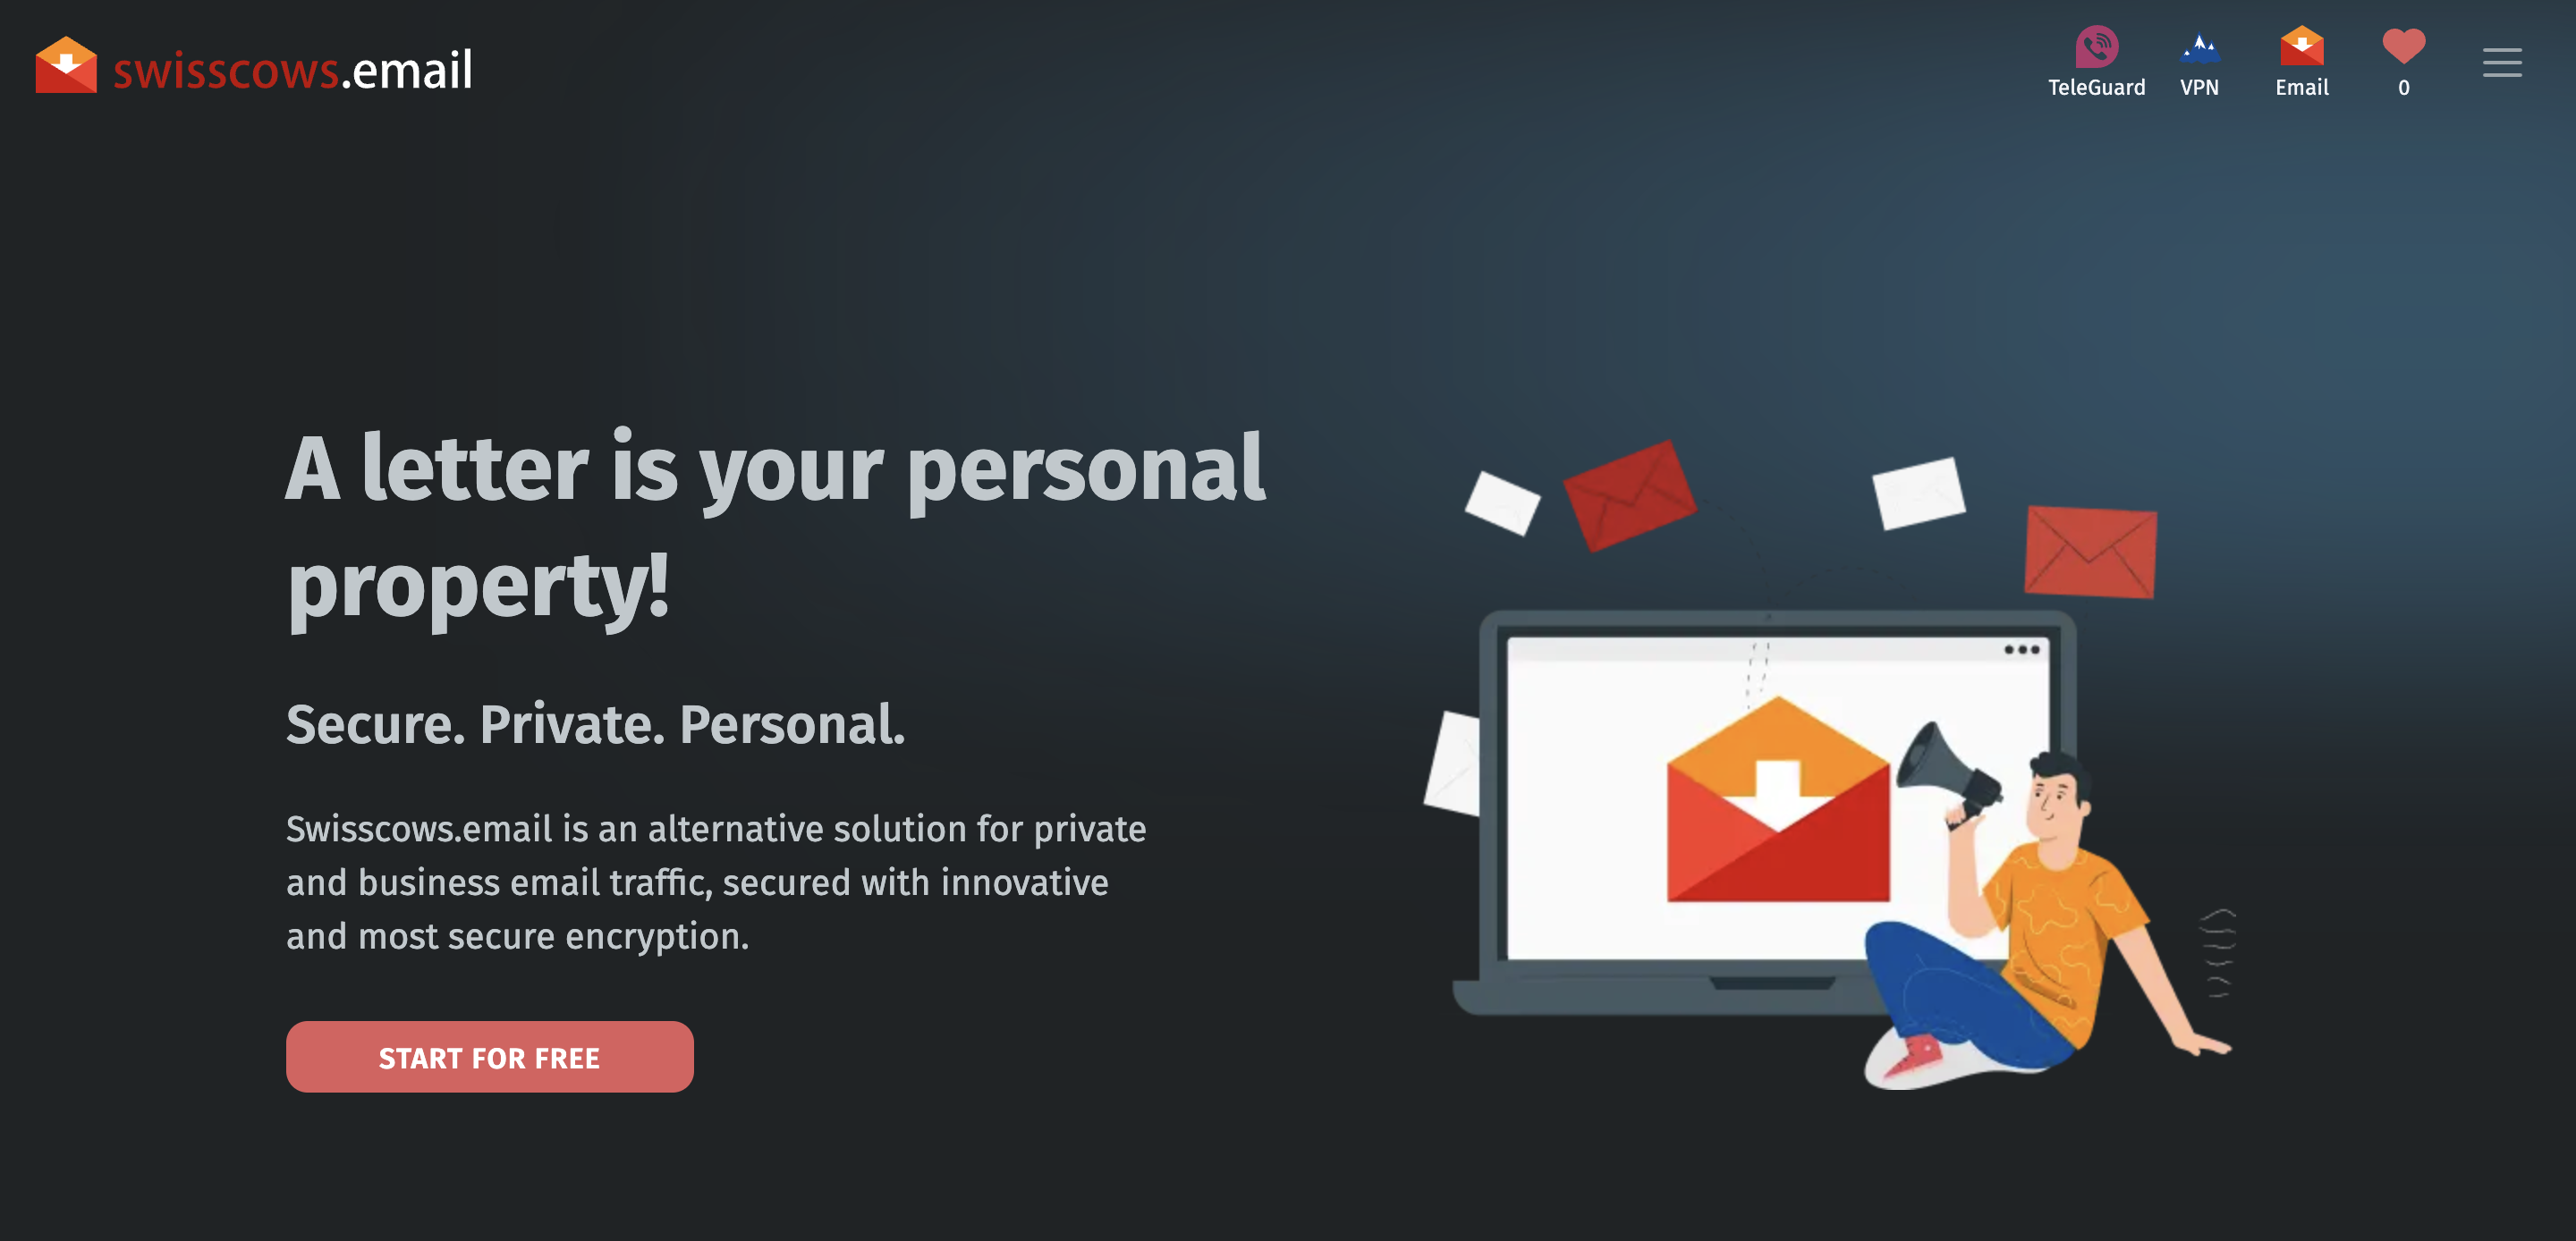 swisscows.email
TeleGuard
VPN
Email
0
A letter is your personal
property!
Secure. Private. Personal.
Swisscows.email is an alternative solution for private
and business email traffic, secured with innovative
and most secure encryption.
START FOR FREE